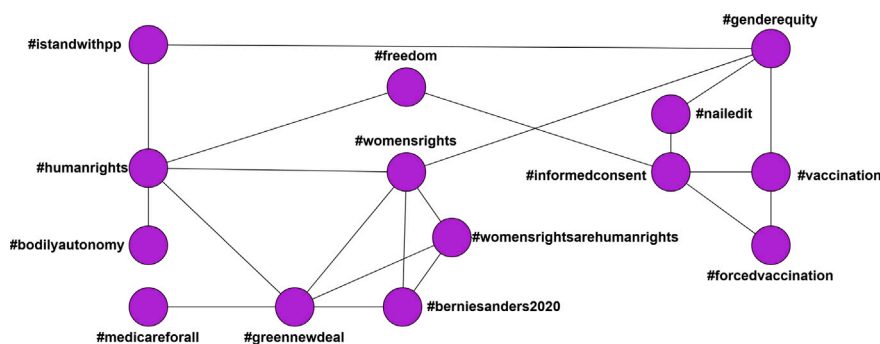 #genderequity
#istandwithpp
#freedom
#nailedit
#womensrights
#humanrights
#informedconsent
#vaccination
#womensrightsarehumanrights
#bodilyautonomy
#forcedvaccination
#berniesanders2020
#medicareforall
#greennewdeal